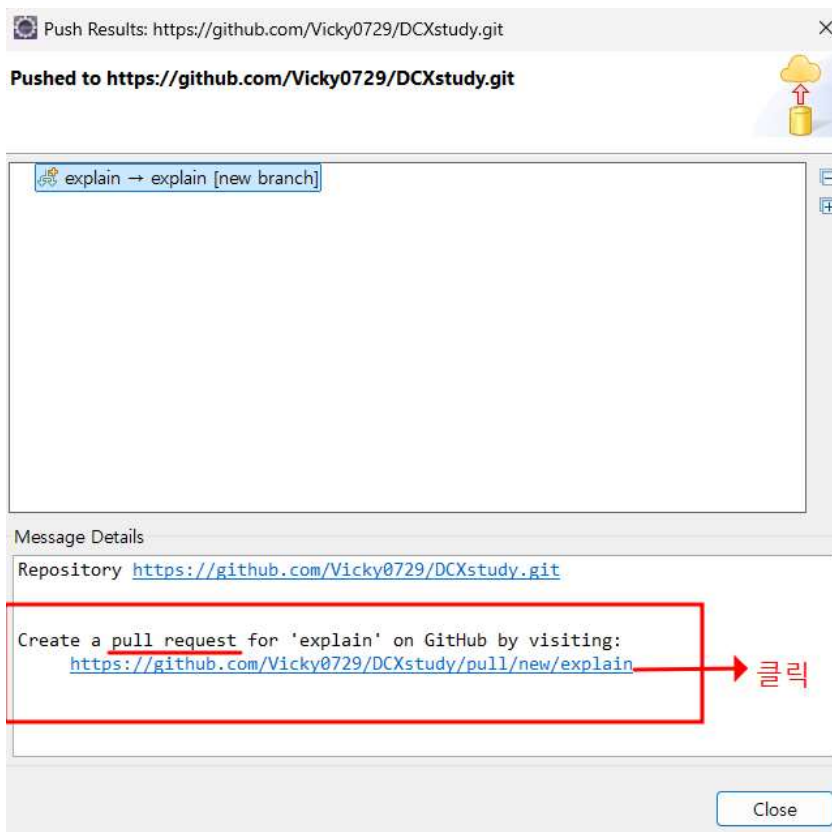 Push Results: https://github.com/Vicky0729/DCXstudy.git
Pushed to https://github.com/Vicky0729/DCXstudy.git
explain → explain [new branch]
Message Details
Repository https://github.com/Vicky0729/DCXstudy.git
Create a pull request for 'explain' on GitHub by visiting:
https://github.com/Vicky0729/DCXstudy/pull/new/explain
클릭
Close